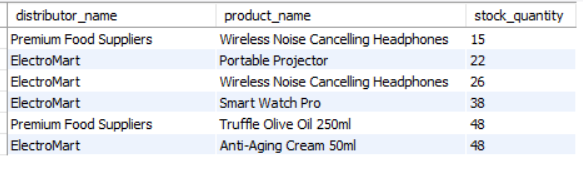 distributor_name product_name stock_quantity
Premium Food Suppliers Wireless Noise Cancelling Headphones 15
ElectroMart Portable Projector 22
ElectroMart Wireless Noise Cancelling Headphones 26
ElectroMart Smart Watch Pro 38
Premium Food Suppliers Truffle Olive Oil 250ml 48
ElectroMart Anti-Aging Cream 50ml 48